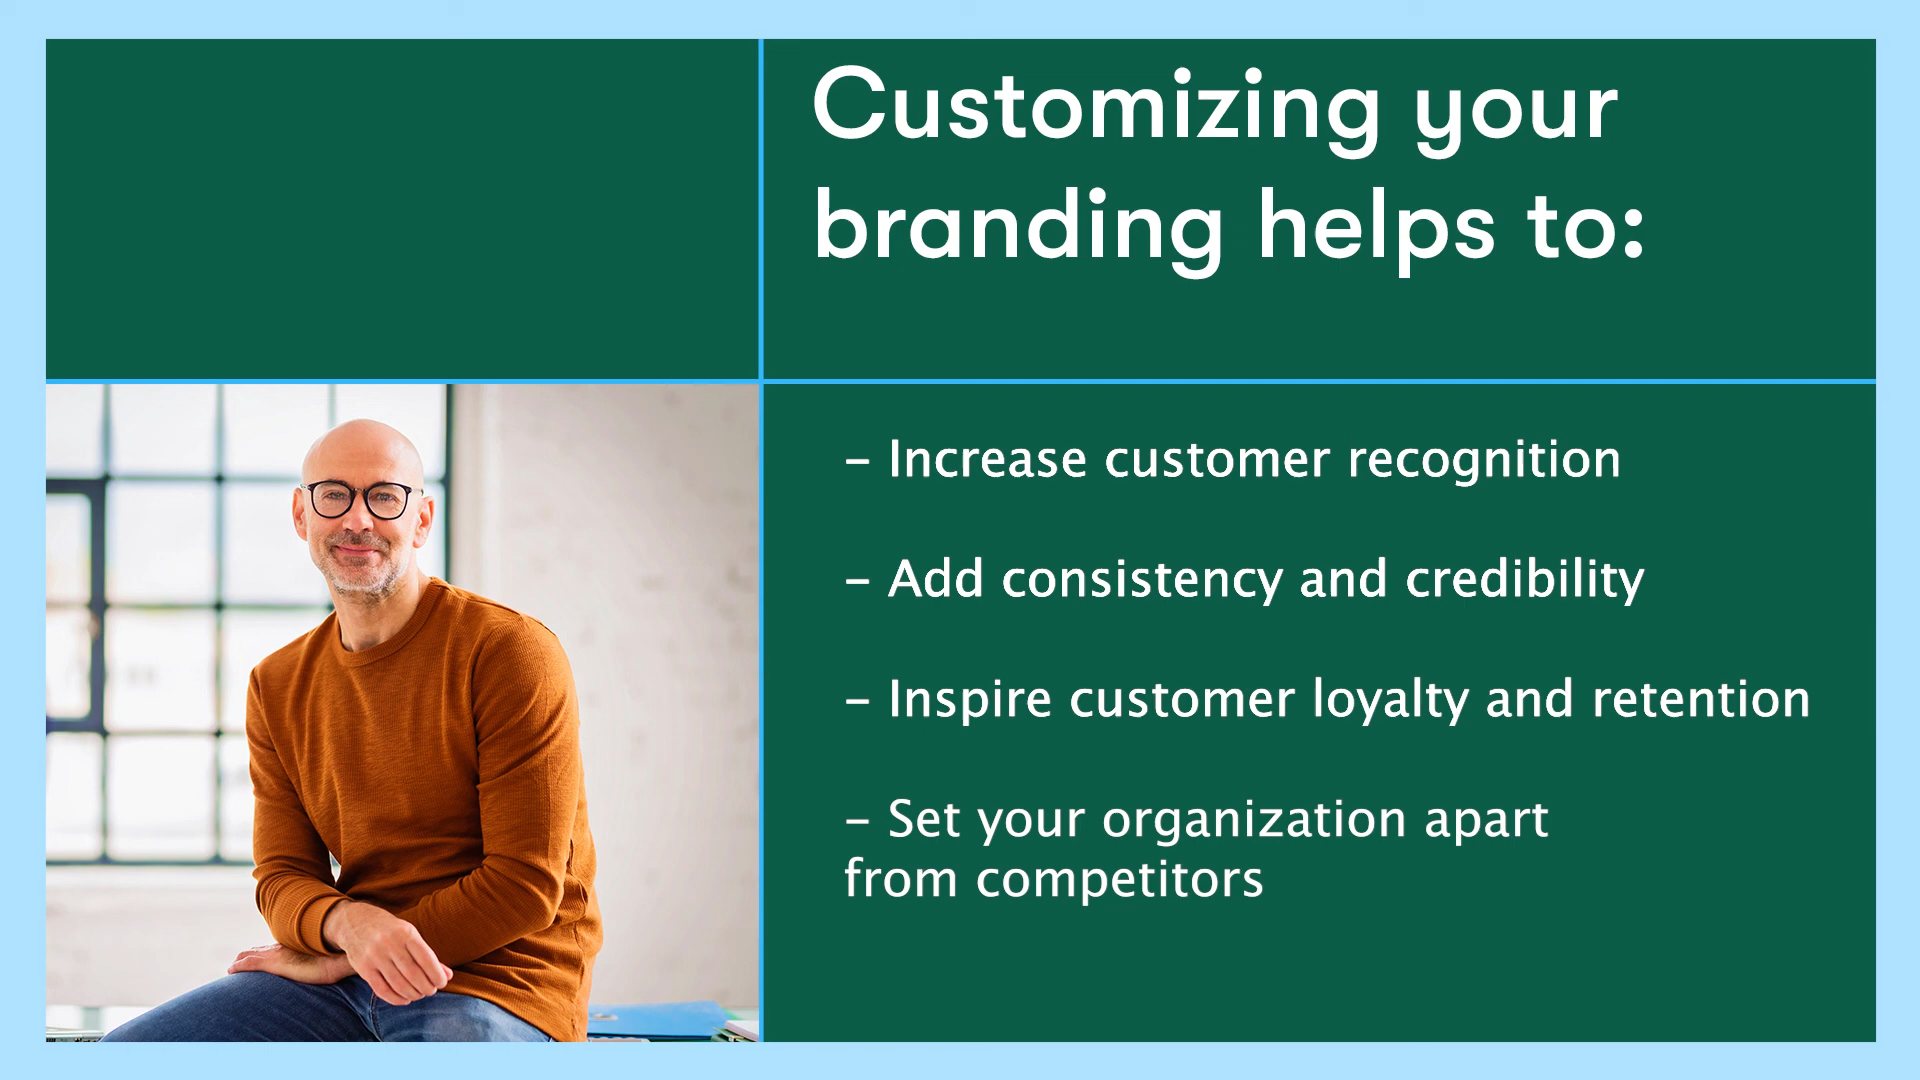 Customizing your
branding helps to:
– Increase customer recognition
– Add consistency and credibility
– Inspire customer loyalty and retention
– Set your organization apart
from competitors